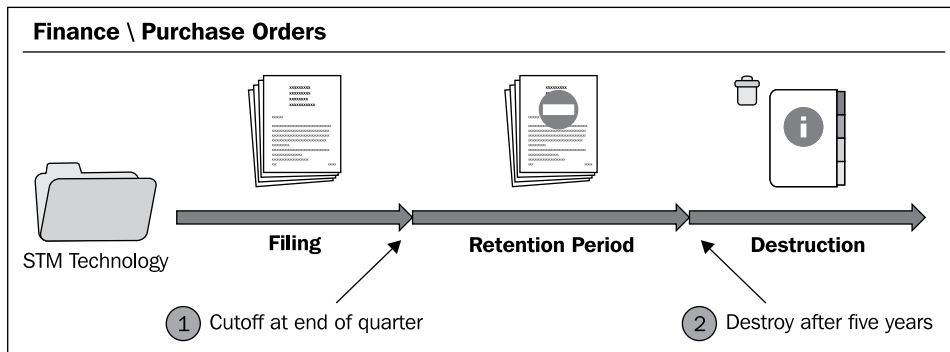 Finance \ Purchase Orders
STM Technology
Filing
Retention Period
Destruction
1 Cutoff at end of quarter
2 Destroy after five years